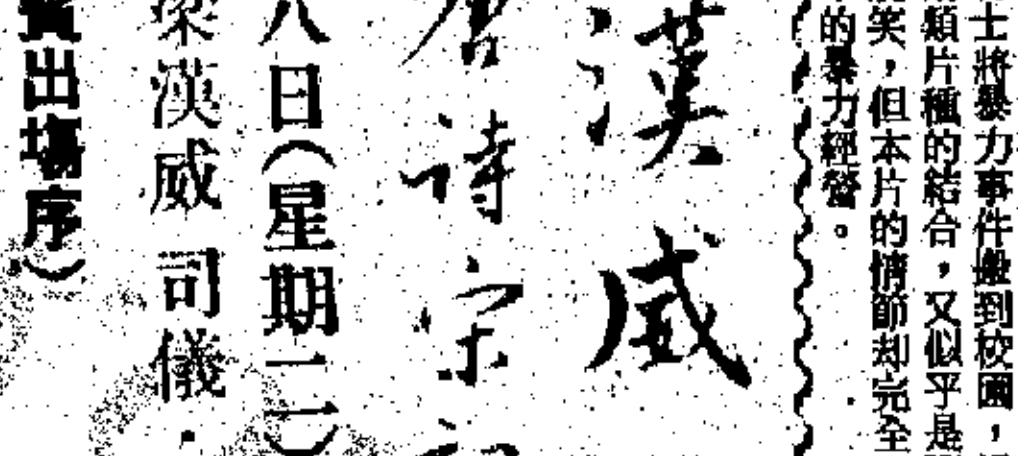 士將暴力事件搬到校園，
類片種的結合，又似乎是
笑，但本片的情節却完全
的暴力經營。
漢威
詩宗
八日（星期二）
梁漢威司儀．
賓出場序）